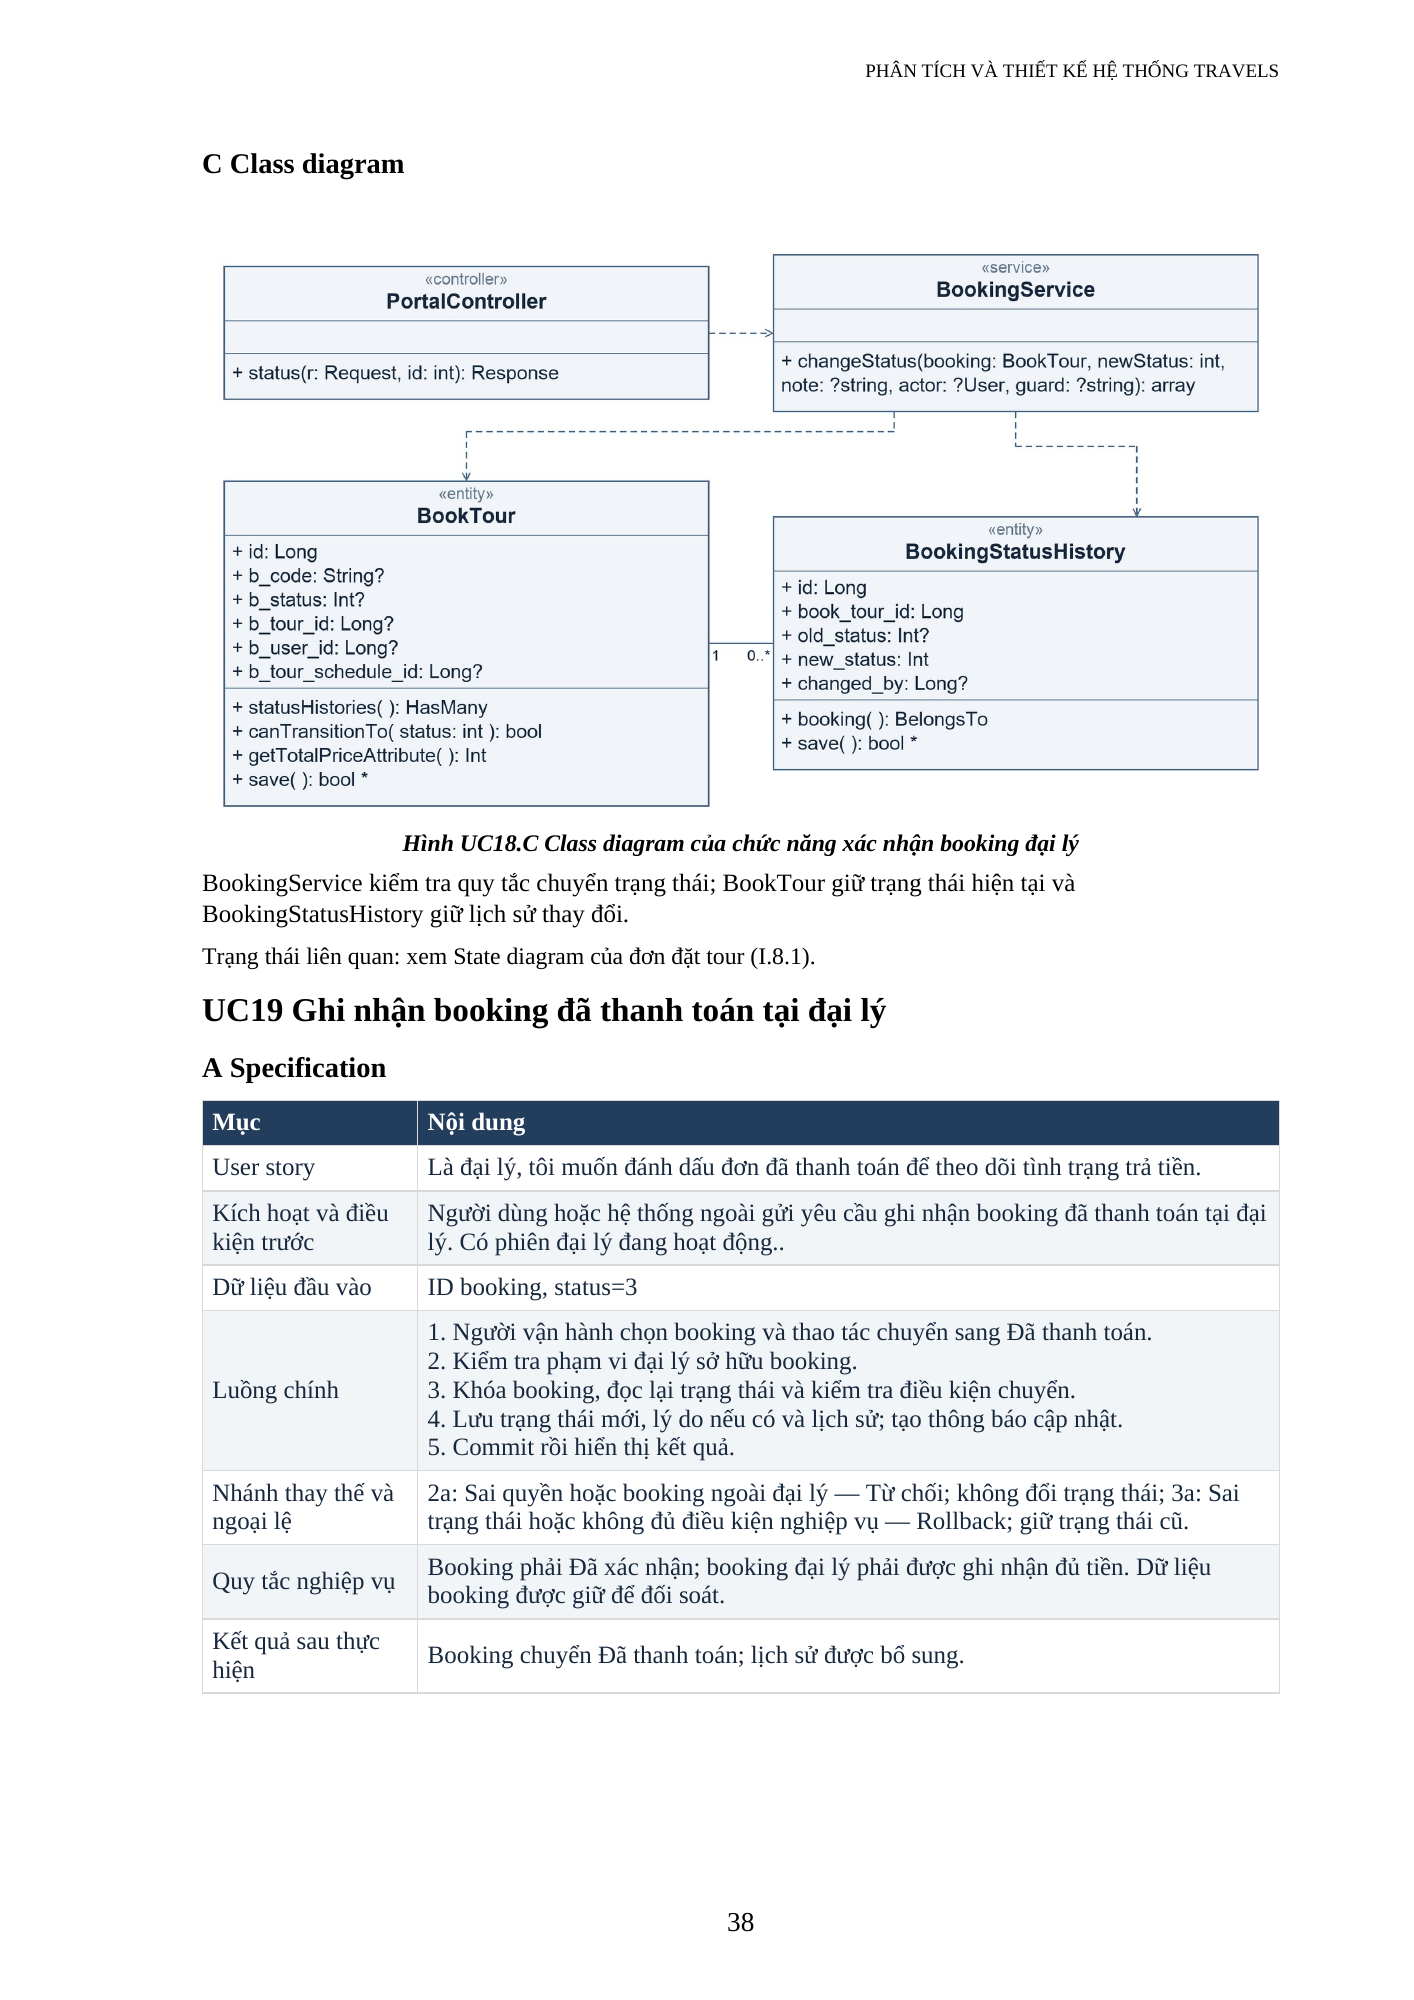 PHÂN TÍCH VÀ THIẾT KẾ HỆ THỐNG TRAVELS
C Class diagram
«controller»
PortalController
+ status(r: Request, id: int): Response
«service»
BookingService
+ changeStatus(booking: BookTour, newStatus: int,
note: ?string, actor: ?User, guard: ?string): array
«entity»
BookTour
+ id: Long
+ b_code: String?
+ b_status: Int?
+ b_tour_id: Long?
+ b_user_id: Long?
+ b_tour_schedule_id: Long?
+ statusHistories( ): HasMany
+ canTransitionTo( status: int ): bool
+ getTotalPriceAttribute( ): Int
+ save( ): bool *
1 0..*
«entity»
BookingStatusHistory
+ id: Long
+ book_tour_id: Long
+ old_status: Int?
+ new_status: Int
+ changed_by: Long?
+ booking( ): BelongsTo
+ save( ): bool *
Hình UC18.C Class diagram của chức năng xác nhận booking đại lý
BookingService kiểm tra quy tắc chuyển trạng thái; BookTour giữ trạng thái hiện tại và
BookingStatusHistory giữ lịch sử thay đổi.
Trạng thái liên quan: xem State diagram của đơn đặt tour (I.8.1).
UC19 Ghi nhận booking đã thanh toán tại đại lý
A Specification
Mục Nội dung
User story Là đại lý, tôi muốn đánh dấu đơn đã thanh toán để theo dõi tình trạng trả tiền.
Kích hoạt và điều
kiện trước
Người dùng hoặc hệ thống ngoài gửi yêu cầu ghi nhận booking đã thanh toán tại đại
lý. Có phiên đại lý đang hoạt động..
Dữ liệu đầu vào ID booking, status=3
Luồng chính
1. Người vận hành chọn booking và thao tác chuyển sang Đã thanh toán.
2. Kiểm tra phạm vi đại lý sở hữu booking.
3. Khóa booking, đọc lại trạng thái và kiểm tra điều kiện chuyển.
4. Lưu trạng thái mới, lý do nếu có và lịch sử; tạo thông báo cập nhật.
5. Commit rồi hiển thị kết quả.
Nhánh thay thế và
ngoại lệ
2a: Sai quyền hoặc booking ngoài đại lý — Từ chối; không đổi trạng thái; 3a: Sai
trạng thái hoặc không đủ điều kiện nghiệp vụ — Rollback; giữ trạng thái cũ.
Quy tắc nghiệp vụ
Booking phải Đã xác nhận; booking đại lý phải được ghi nhận đủ tiền. Dữ liệu
booking được giữ để đối soát.
Kết quả sau thực
hiện
Booking chuyển Đã thanh toán; lịch sử được bổ sung.
38